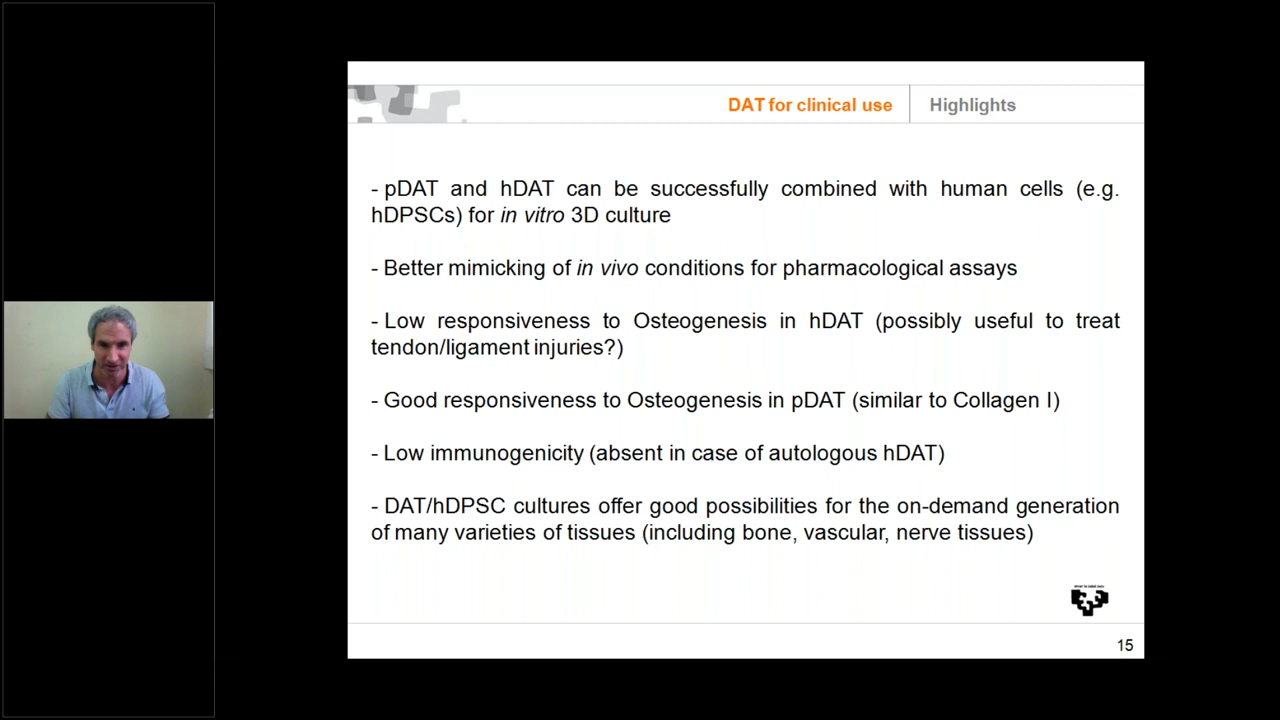 DAT for clinical use
Highlights
- pDAT and hDAT can be successfully combined with human cells (e.g.
hDPSCs) for in vitro 3D culture
- Better mimicking of in vivo conditions for pharmacological assays
- Low responsiveness to Osteogenesis in hDAT (possibly useful to treat
tendon/ligament injuries?)
- Good responsiveness to Osteogenesis in pDAT (similar to Collagen I)
- Low immunogenicity (absent in case of autologous hDAT)
- DAT/hDPSC cultures offer good possibilities for the on-demand generation
of many varieties of tissues (including bone, vascular, nerve tissues)
15